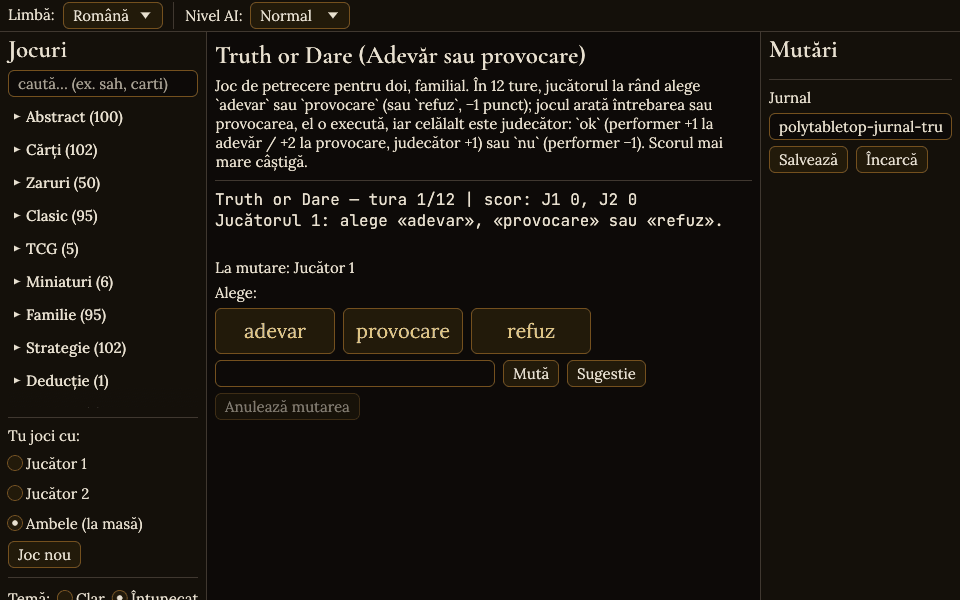 Limbă: Română ▼ Nivel AI: Normal ▼
Jocuri
caută... (ex. sah, carti)
▸ Abstract (100)
▸ Cărți (102)
▸ Zaruri (50)
▸ Clasic (95)
▸ TCG (5)
▸ Miniaturi (6)
▸ Familie (95)
▸ Strategie (102)
▸ Deducție (1)
Tu joci cu:
Jucător 1
Jucător 2
Ambele (la masă)
Joc nou
Temă: Clar Întunecat
Truth or Dare (Adevăr sau provocare)
Joc de petrecere pentru doi, familial. În 12 ture, jucătorul la rând alege
`adevar` sau `provocare` (sau `refuz`, −1 punct); jocul arată întrebarea sau
provocarea, el o execută, iar celălalt este judecător: `ok` (performer +1 la
adevăr / +2 la provocare, judecător +1) sau `nu` (performer −1). Scorul mai
mare câștigă.
Truth or Dare — tura 1/12 | scor: J1 0, J2 0
Jucătorul 1: alege «adevar», «provocare» sau «refuz».
La mutare: Jucător 1
Alege:
adevar provocare refuz
Mută Sugestie
Anulează mutarea
Mutări
Jurnal
polytabletop-jurnal-tru
Salvează Încarcă